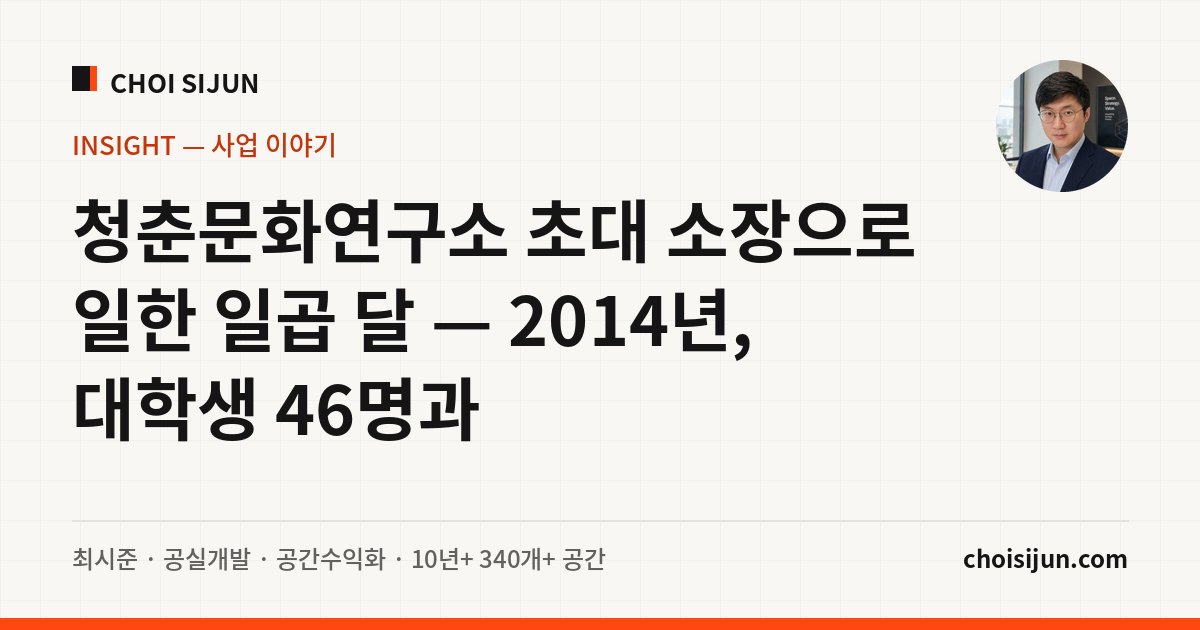 CHOI SIJUN
INSIGHT — 사업 이야기
청춘문화연구소 초대 소장으로
일한 일곱 달 — 2014년,
대학생 46명과
최시준 · 공실개발 · 공간수익화 · 10년+ 340개+ 공간
choisijun.com